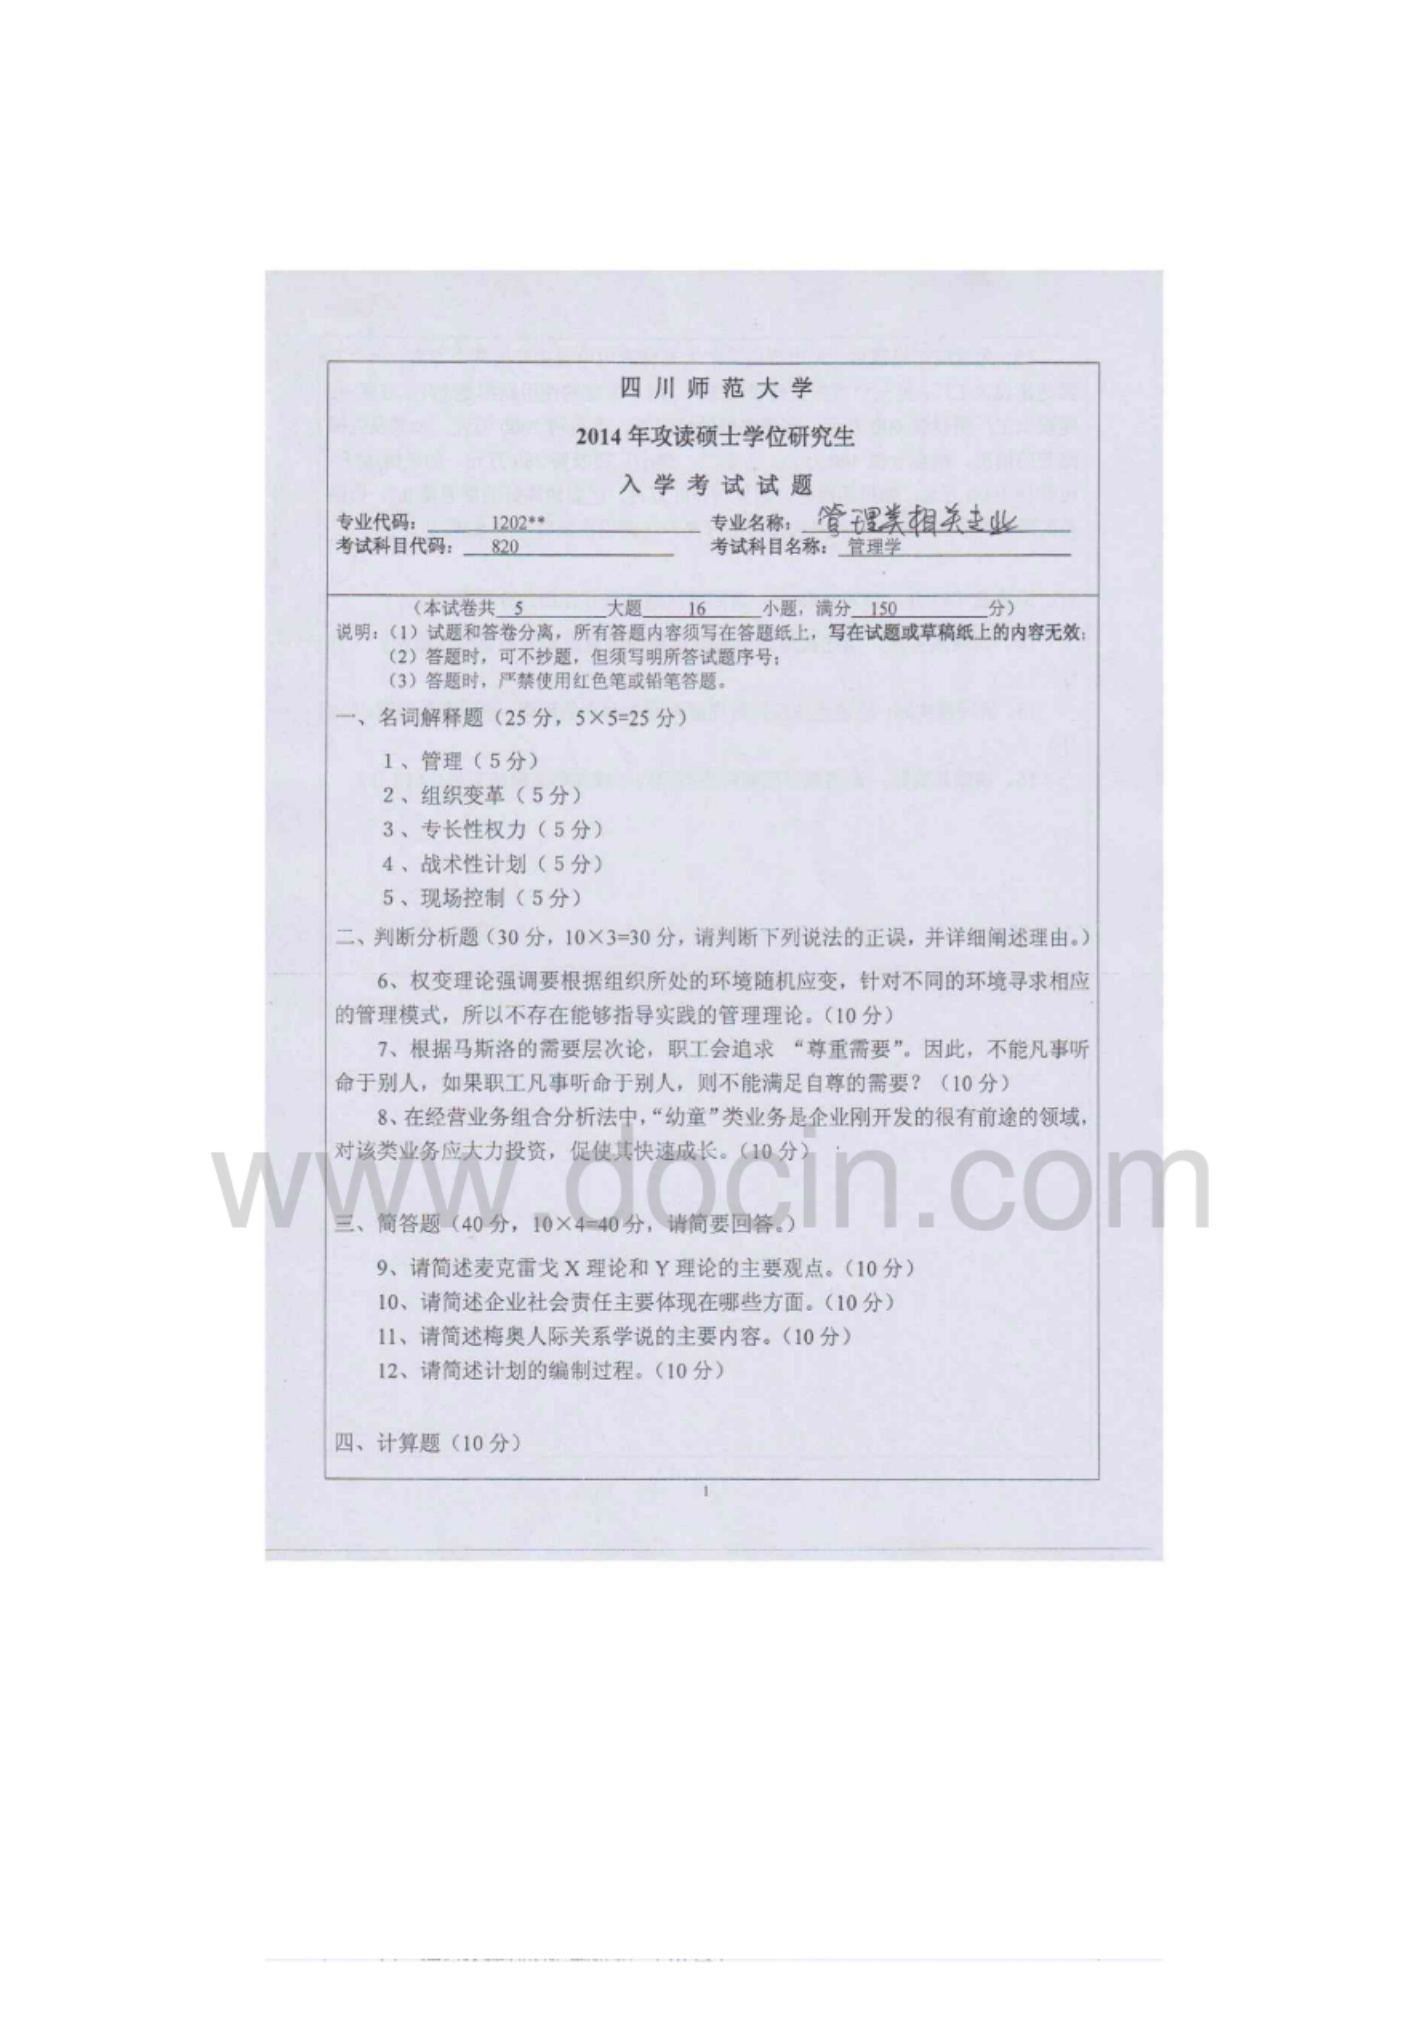 四川师范大学
2014年攻读硕士学位研究生
入学考试试题
专业代码： 1202** 专业名称： 管理类相关专业
考试科目代码： 820 考试科目名称： 管理学
（本试卷共 5 大题 16 小题，满分 150 分）
说明：（1）试题和答卷分离，所有答题内容须写在答题纸上，写在试题或草稿纸上的内容无效；
（2）答题时，可不抄题，但须写明所答试题序号；
（3）答题时，严禁使用红色笔或铅笔答题。
一、名词解释题（25分，5×5=25分）
1、管理（5分）
2、组织变革（5分）
3、专长性权力（5分）
4、战术性计划（5分）
5、现场控制（5分）
二、判断分析题（30分，10×3=30分，请判断下列说法的正误，并详细阐述理由。）
6、权变理论强调要根据组织所处的环境随机应变，针对不同的环境寻求相应
的管理模式，所以不存在能够指导实践的管理理论。（10分）
7、根据马斯洛的需要层次论，职工会追求 “尊重需要”。因此，不能凡事听
命于别人，如果职工凡事听命于别人，则不能满足自尊的需要？（10分）
8、在经营业务组合分析法中，“幼童”类业务是企业刚开发的很有前途的领域，
对该类业务应大力投资，促使其快速成长。（10分）
www.docin.com
三、简答题（40分，10×4=40分，请简要回答。）
9、请简述麦克雷戈X理论和Y理论的主要观点。（10分）
10、请简述企业社会责任主要体现在哪些方面。（10分）
11、请简述梅奥人际关系学说的主要内容。（10分）
12、请简述计划的编制过程。（10分）
四、计算题（10分）
1